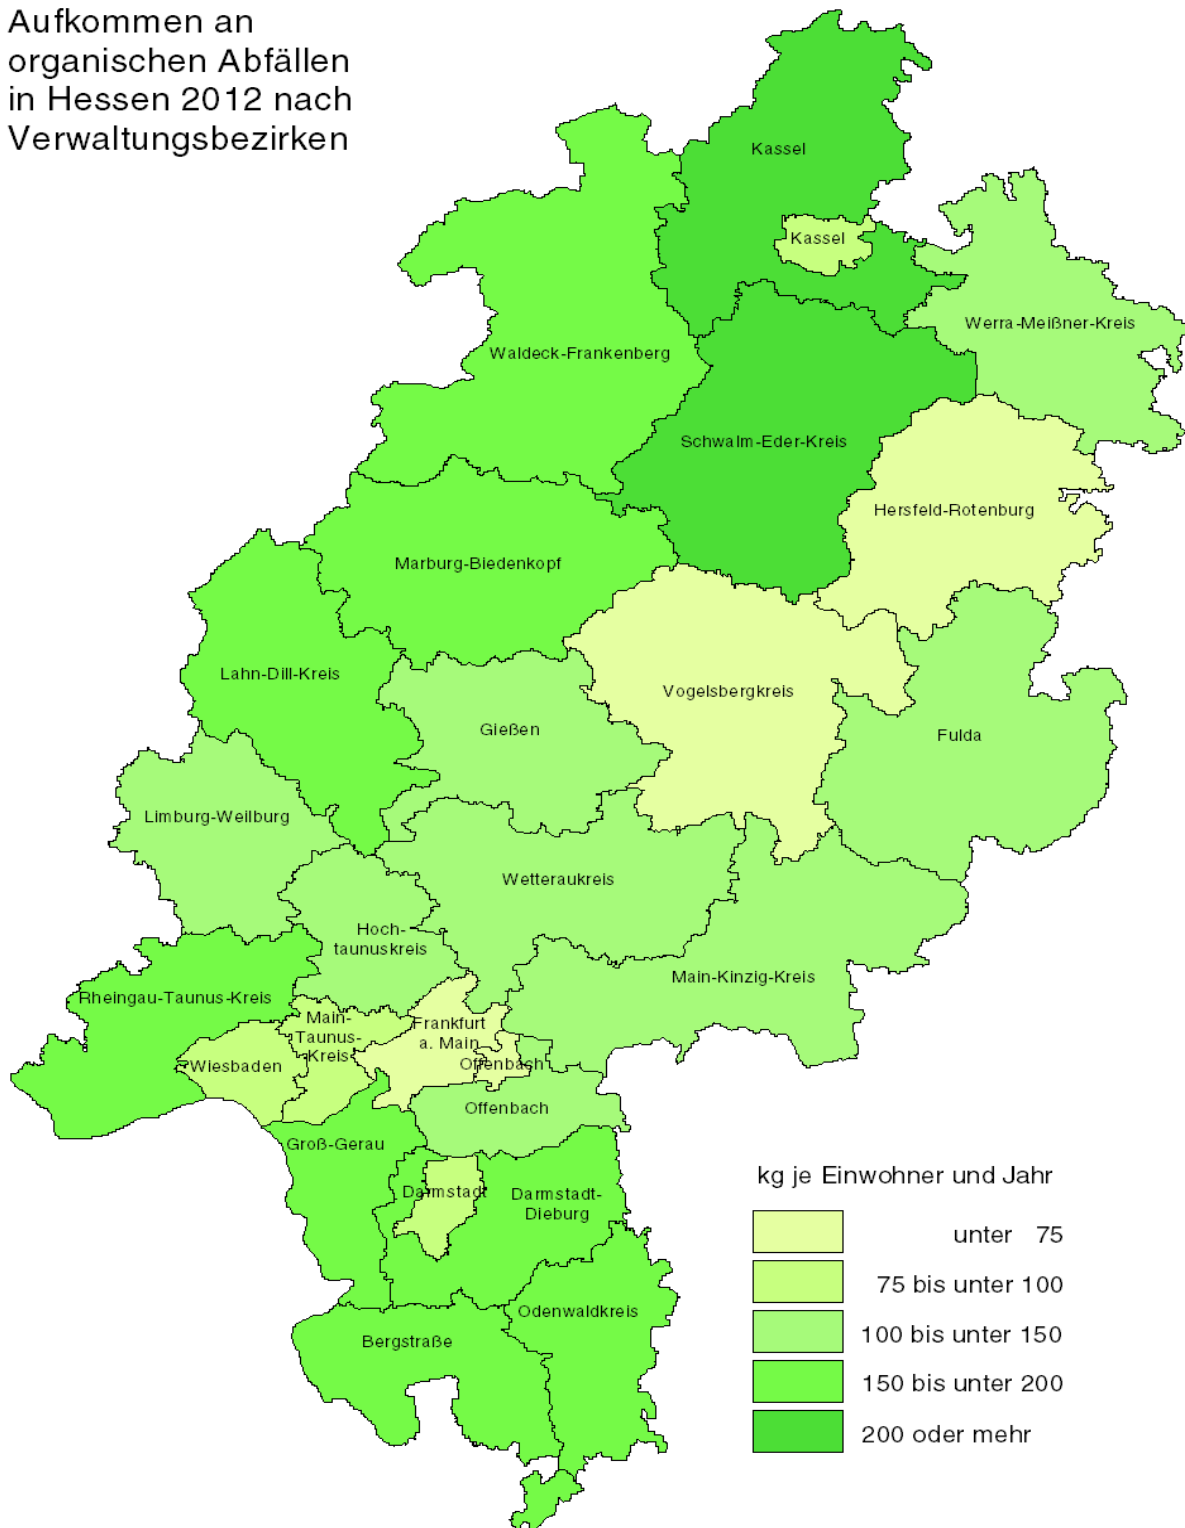 Aufkommen an
organischen Abfällen
in Hessen 2012 nach
Verwaltungsbezirken
Kassel
Kassel
Werra-Meißner-Kreis
Waldeck-Frankenberg
Schwalm-Eder-Kreis
Hersfeld-Rotenburg
Marburg-Biedenkopf
Lahn-Dill-Kreis
Vogelsbergkreis
Gießen
Fulda
Limburg-Weilburg
Wetteraukreis
Hoch-
taunuskreis
Main-Kinzig-Kreis
Rheingau-Taunus-Kreis
Main-
Taunus-
Kreis
Frankfurt
a. Main
Wiesbaden
Offenbach
Offenbach
Groß-Gerau
Darmstadt
Darmstadt-
Dieburg
Odenwaldkreis
Bergstraße
kg je Einwohner und Jahr
unter 75
75 bis unter 100
100 bis unter 150
150 bis unter 200
200 oder mehr